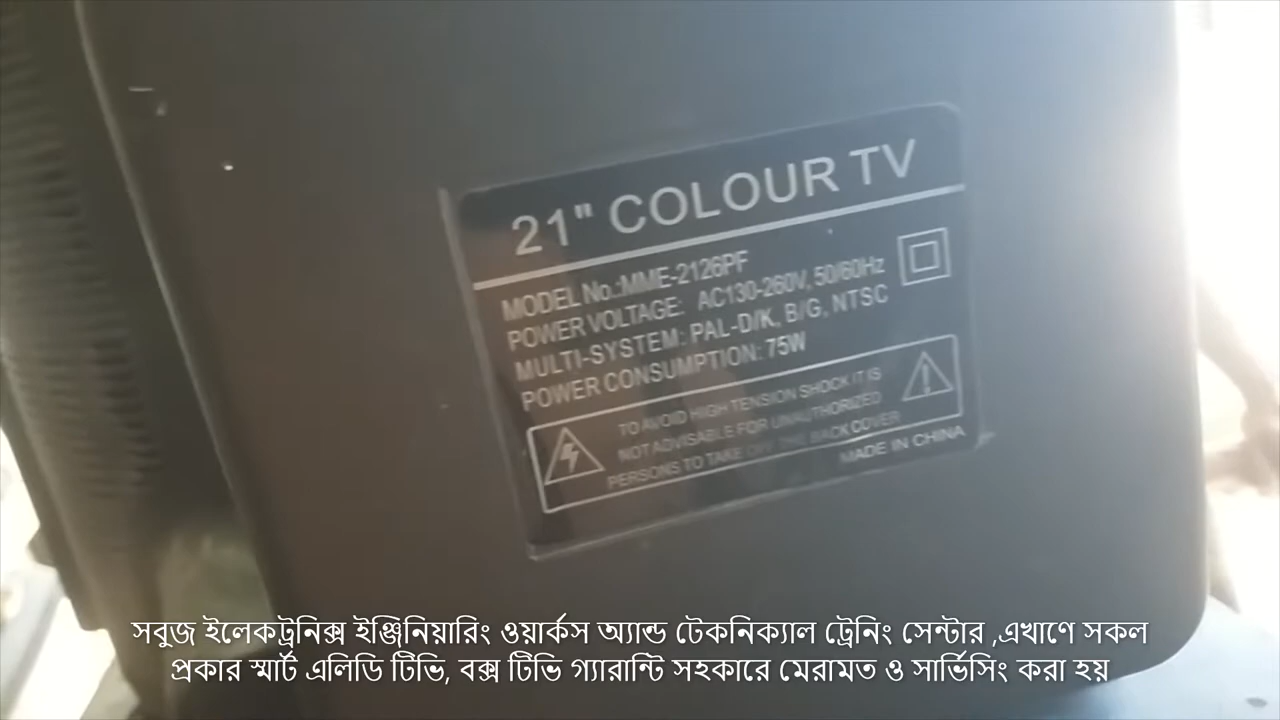 21" COLOUR TV
MODEL No.:MME-2126PF
POWER VOLTAGE: AC130-260V, 50/60Hz
MULTI-SYSTEM: PAL-D/K, B/G, NTSC
POWER CONSUMPTION: 75W
TO AVOID HIGH TENSION SHOCK IT IS
NOT ADVISABLE FOR UNAUTHORIZED
PERSONS TO TAKE OFF THE BACK COVER
MADE IN CHINA
সবুজ ইলেকট্রনিক্স ইঞ্জিনিয়ারিং ওয়ার্কস অ্যান্ড টেকনিক্যাল ট্রেনিং সেন্টার ,এখাণে সকল
প্রকার স্মার্ট এলিডি টিভি, বক্স টিভি গ্যারান্টি সহকারে মেরামত ও সার্ভিসিং করা হয়